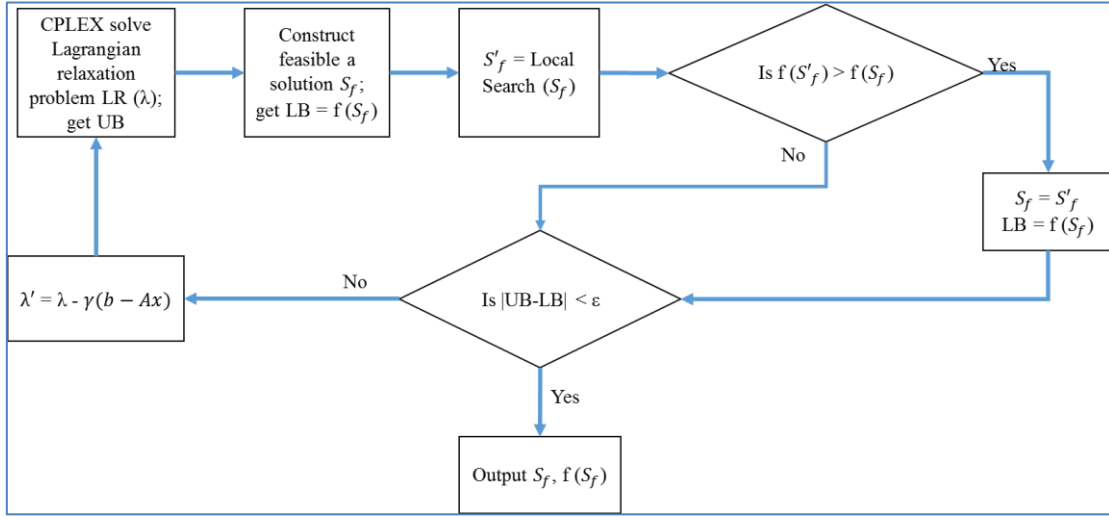 CPLEX solve
Lagrangian
relaxation
problem LR (λ);
get UB
Construct
feasible a
solution S_f;
get LB = f(S_f)
S'_f = Local
Search (S_f)
Is f (S'_f) > f(S_f)
Yes
No
S_f = S'_f
LB = f(S_f)
Is |UB-LB| < ε
No
λ' = λ - γ(b − Ax)
Yes
Output S_f, f(S_f)